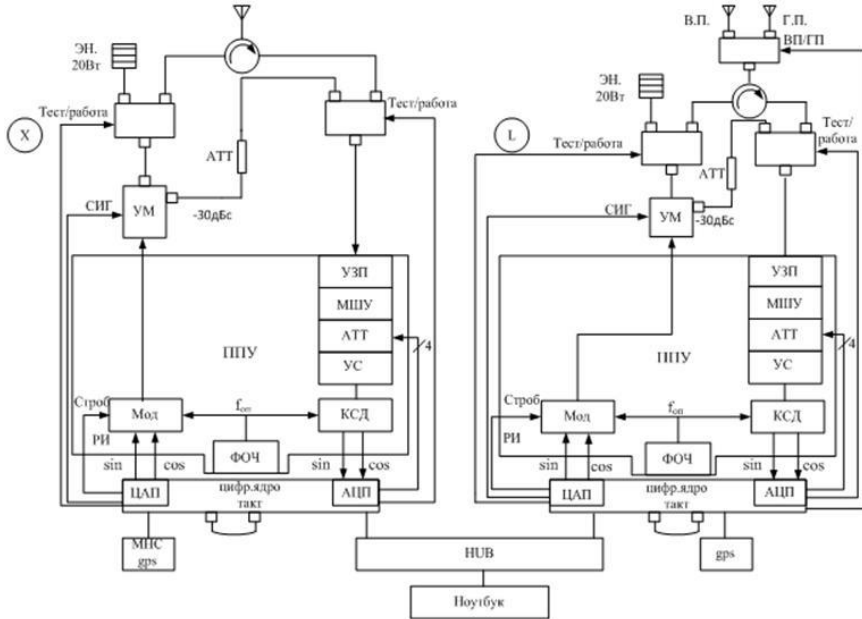 ЭН.
20Вт
Тест/работа
Тест/работа
X
АТТ
СИГ
УМ
-30дБс
УЗП
МШУ
АТТ
УС
ППУ
4
Строб
Мод
fоп
КСД
РИ
sin
cos
ФОЧ
sin
cos
ЦАП
цифр.ядро
такт
АЦП
МНС
gps
В.П.
Г.П.
ВП/ГП
ЭН.
20Вт
Тест/
работа
L
Тест/работа
АТТ
СИГ
УМ
-30дБс
УЗП
МШУ
АТТ
УС
ППУ
4
Строб
Мод
fоп
КСД
РИ
sin
cos
ФОЧ
sin
cos
ЦАП
цифр.ядро
такт
АЦП
gps
HUB
Ноутбук